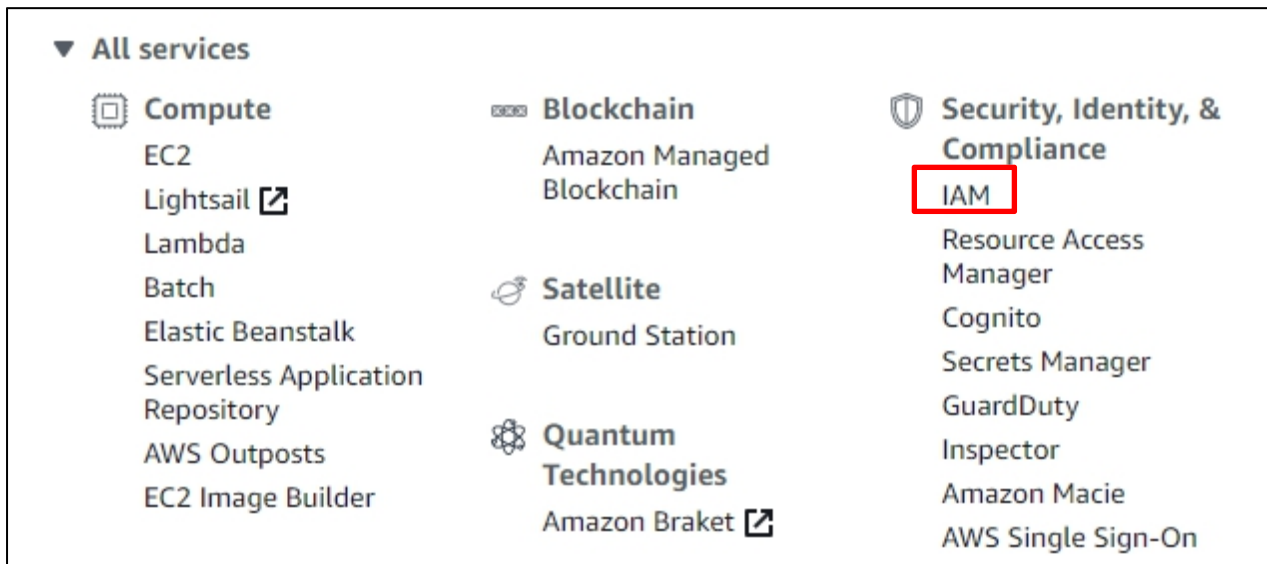 All services
Compute
EC2
Lightsail
Lambda
Batch
Elastic Beanstalk
Serverless Application
Repository
AWS Outposts
EC2 Image Builder
Blockchain
Amazon Managed
Blockchain
Satellite
Ground Station
Quantum
Technologies
Amazon Braket
Security, Identity, &
Compliance
IAM
Resource Access
Manager
Cognito
Secrets Manager
GuardDuty
Inspector
Amazon Macie
AWS Single Sign-On